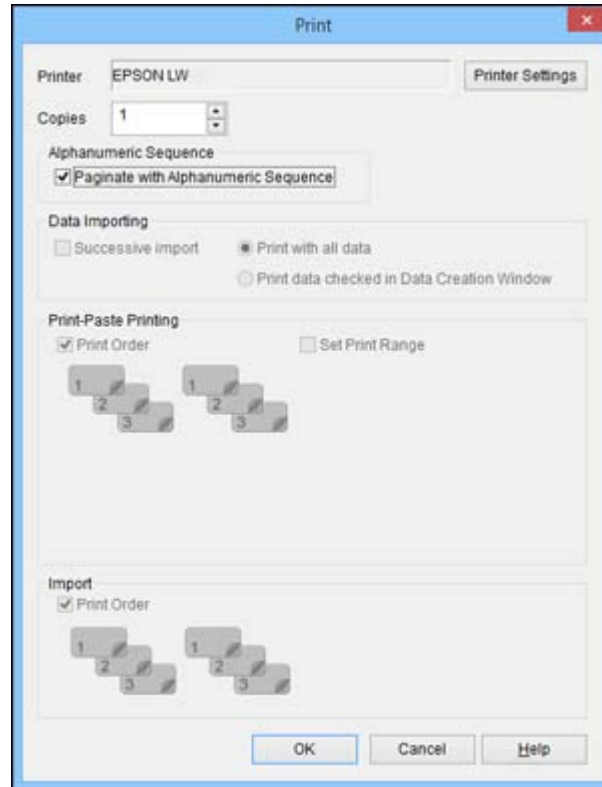 Print
Printer EPSON LW Printer Settings
Copies 1
Alphanumeric Sequence
Paginate with Alphanumeric Sequence
Data Importing
Successive import Print with all data
Print data checked in Data Creation Window
Print-Paste Printing
Print Order Set Print Range
1 1
2 2
3 3
Import
Print Order
1 1
2 2
3 3
OK Cancel Help